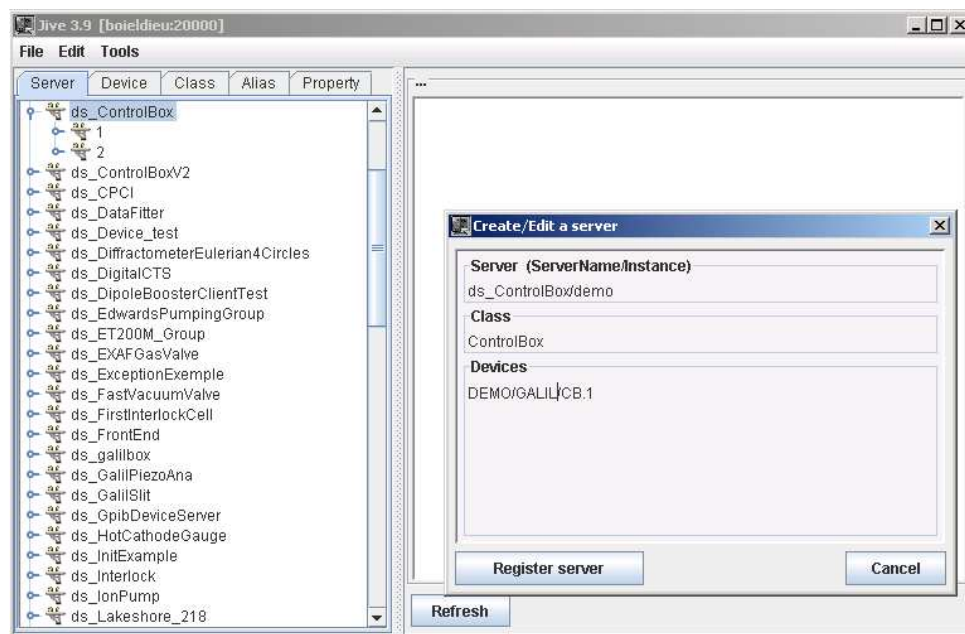 Jive 3.9 [boieldieu:20000]
File Edit Tools
Server Device Class Alias Property
ds_ControlBox
1
2
ds_ControlBoxV2
ds_CPCI
ds_DataFitter
ds_Device_test
ds_DiffractometerEulerian4Circles
ds_DigitalCTS
ds_DipoleBoosterClientTest
ds_EdwardsPumpingGroup
ds_ET200M_Group
ds_EXAFGasValve
ds_ExceptionExemple
ds_FastVacuumValve
ds_FirstInterlockCell
ds_FrontEnd
ds_galilbox
ds_GalilPiezoAna
ds_GalilSlit
ds_GpibDeviceServer
ds_HotCathodeGauge
ds_InitExample
ds_Interlock
ds_IonPump
ds_Lakeshore_218
...
Create/Edit a server
Server (ServerName/Instance)
ds_ControlBox/demo
Class
ControlBox
Devices
DEMO/GALIL/CB.1
Register server Cancel
Refresh